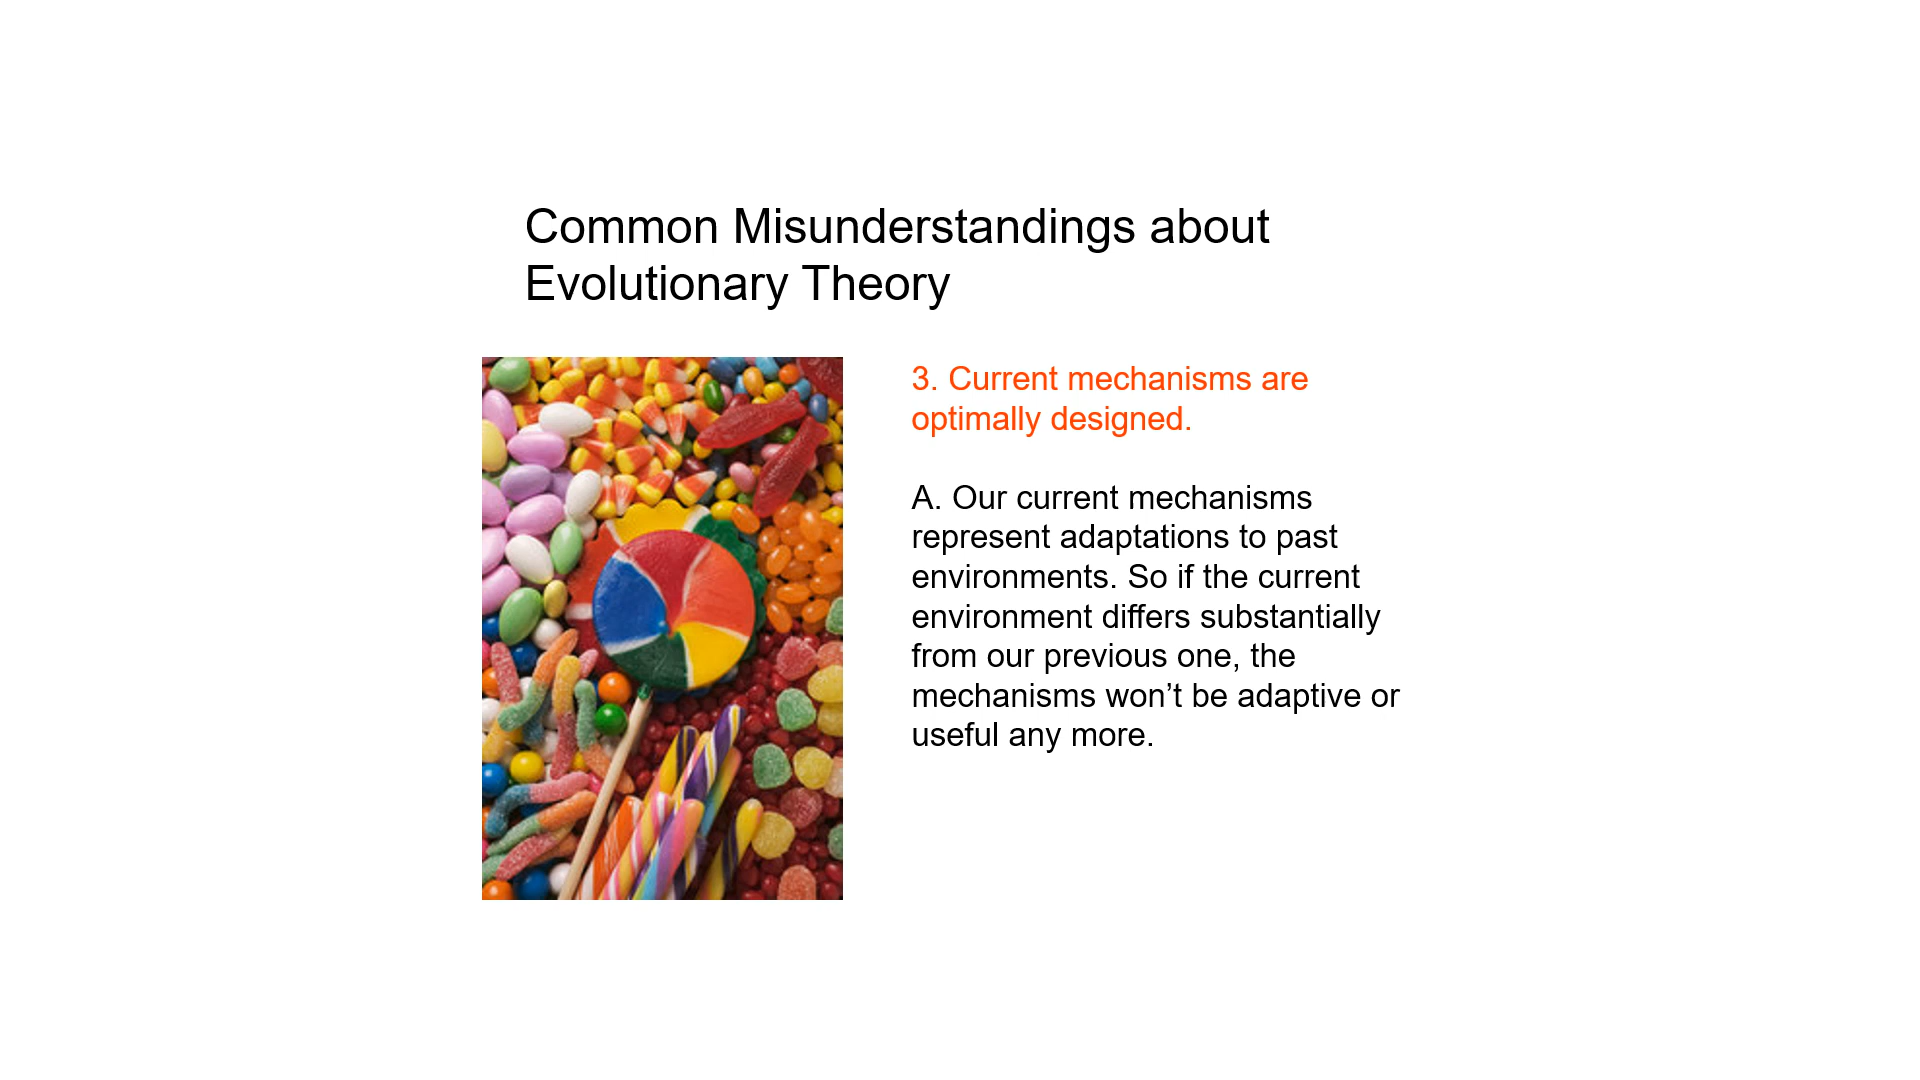 Common Misunderstandings about
Evolutionary Theory
3. Current mechanisms are
optimally designed.
A. Our current mechanisms
represent adaptations to past
environments. So if the current
environment differs substantially
from our previous one, the
mechanisms won’t be adaptive or
useful any more.